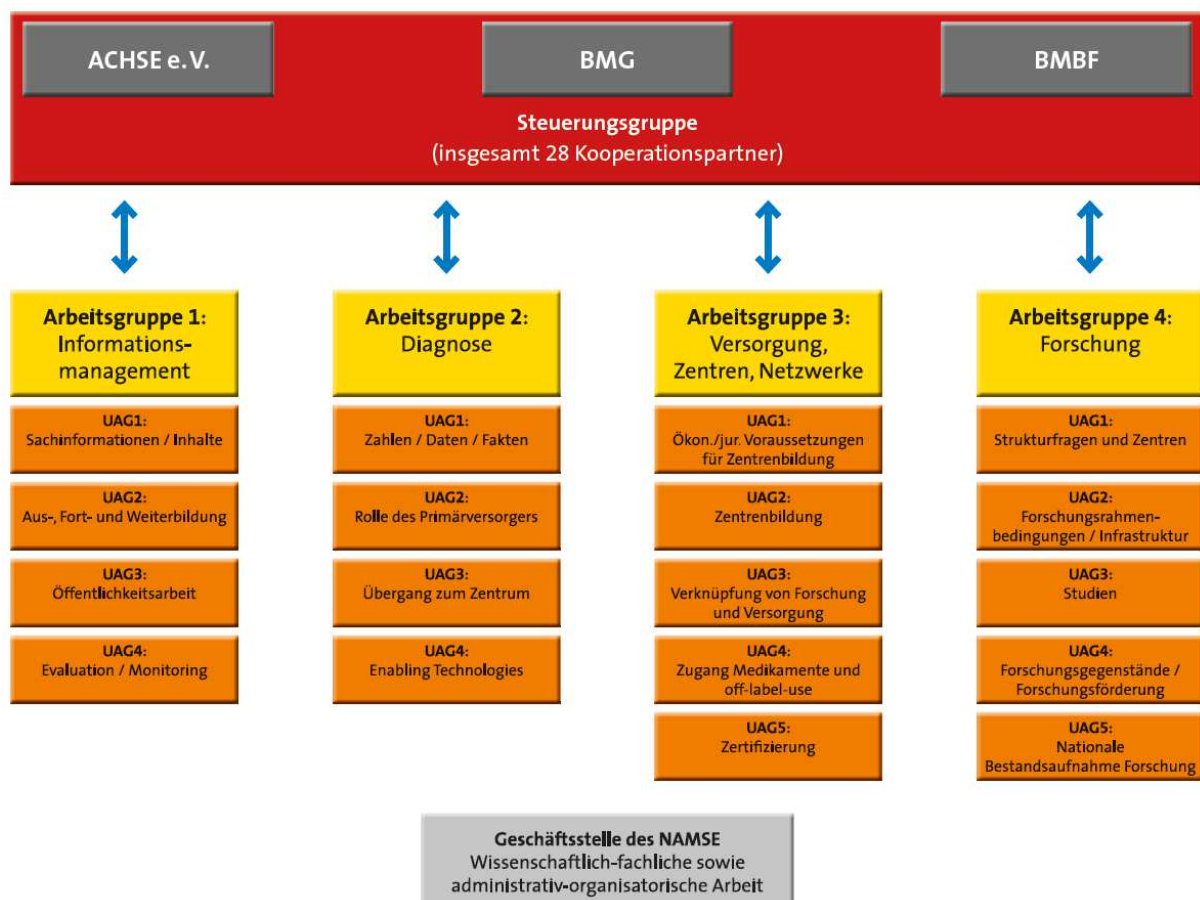 ACHSE e.V.
BMG
BMBF
Steuerungsgruppe
(insgesamt 28 Kooperationspartner)
Arbeitsgruppe 1:
Informations-
management
UAG1:
Sachinformationen / Inhalte
UAG2:
Aus-, Fort- und Weiterbildung
UAG3:
Öffentlichkeitsarbeit
UAG4:
Evaluation / Monitoring
Arbeitsgruppe 2:
Diagnose
UAG1:
Zahlen / Daten / Fakten
UAG2:
Rolle des Primärversorgers
UAG3:
Übergang zum Zentrum
UAG4:
Enabling Technologies
Arbeitsgruppe 3:
Versorgung,
Zentren, Netzwerke
UAG1:
Ökon./jur. Voraussetzungen
für Zentrenbildung
UAG2:
Zentrenbildung
UAG3:
Verknüpfung von Forschung
und Versorgung
UAG4:
Zugang Medikamente und
off-label-use
UAG5:
Zertifizierung
Arbeitsgruppe 4:
Forschung
UAG1:
Strukturfragen und Zentren
UAG2:
Forschungsrahmen-
bedingungen / Infrastruktur
UAG3:
Studien
UAG4:
Forschungsgegenstände /
Forschungsförderung
UAG5:
Nationale
Bestandsaufnahme Forschung
Geschäftsstelle des NAMSE
Wissenschaftlich-fachliche sowie
administrativ-organisatorische Arbeit